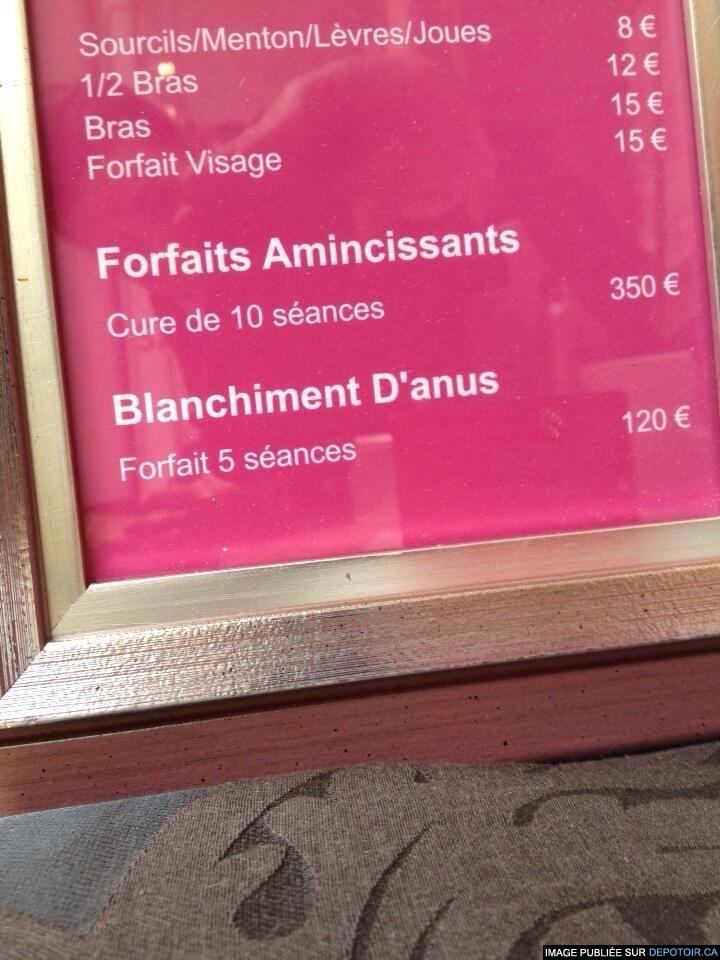 Sourcils/Menton/Lèvres/Joues 8 €
1/2 Bras 12 €
Bras 15 €
Forfait Visage 15 €
Forfaits Amincissants
Cure de 10 séances 350 €
Blanchiment D'anus
Forfait 5 séances 120 €
IMAGE PUBLIÉE SUR DEPOTOIR.CA